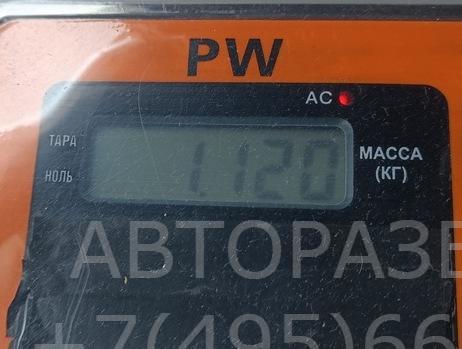 PW
AC
ТАРА
НОЛЬ
1.120
МАССА
(КГ)
АВТОРАЗБ
+7(495)66